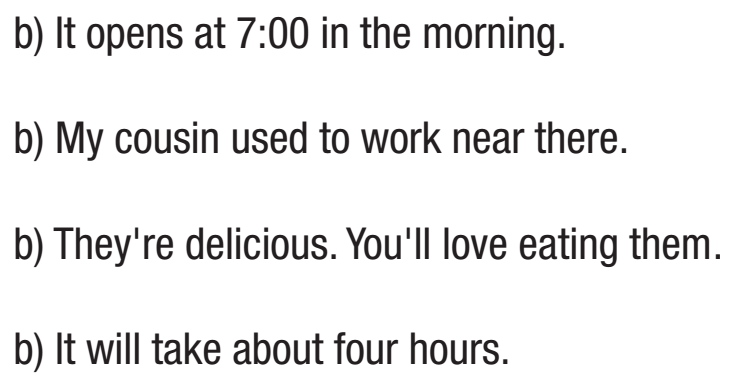 b) It opens at 7:00 in the morning.
b) My cousin used to work near there.
b) They're delicious. You'll love eating them.
b) It will take about four hours.